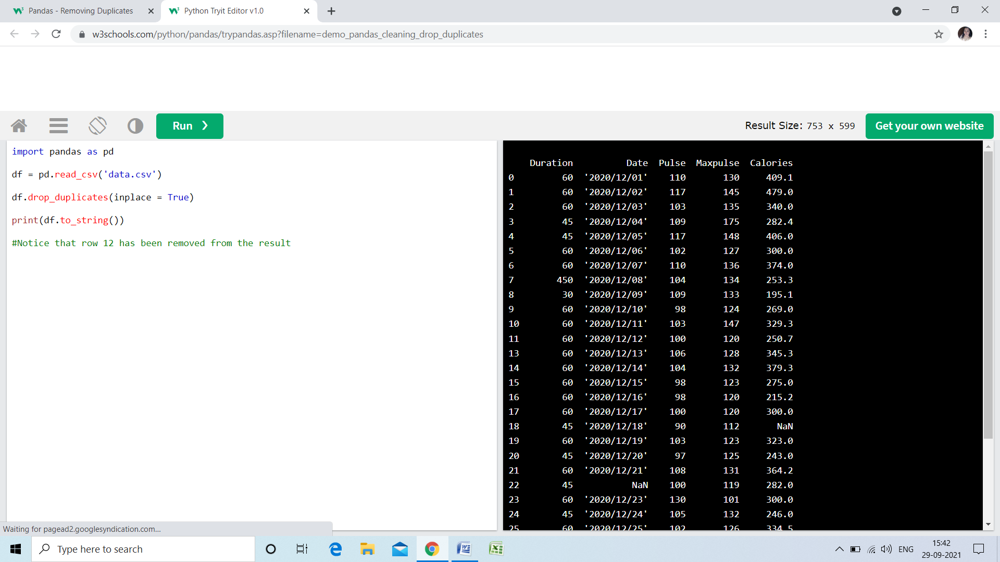 Pandas - Removing Duplicates
Python Tryit Editor v1.0
w3schools.com/python/pandas/trypandas.asp?filename=demo_pandas_cleaning_drop_duplicates
Run ❯
Result Size: 753 x 599
Get your own website
import pandas as pd
df = pd.read_csv('data.csv')
df.drop_duplicates(inplace = True)
print(df.to_string())
#Notice that row 12 has been removed from the result
Duration Date Pulse Maxpulse Calories
0 60 '2020/12/01' 110 130 409.1
1 60 '2020/12/02' 117 145 479.0
2 60 '2020/12/03' 103 135 340.0
3 45 '2020/12/04' 109 175 282.4
4 45 '2020/12/05' 117 148 406.0
5 60 '2020/12/06' 102 127 300.0
6 60 '2020/12/07' 110 136 374.0
7 450 '2020/12/08' 104 134 253.3
8 30 '2020/12/09' 109 133 195.1
9 60 '2020/12/10' 98 124 269.0
10 60 '2020/12/11' 103 147 329.3
11 60 '2020/12/12' 100 120 250.7
13 60 '2020/12/13' 106 128 345.3
14 60 '2020/12/14' 104 132 379.3
15 60 '2020/12/15' 98 123 275.0
16 60 '2020/12/16' 98 120 215.2
17 60 '2020/12/17' 100 120 300.0
18 45 '2020/12/18' 90 112 NaN
19 60 '2020/12/19' 103 123 323.0
20 45 '2020/12/20' 97 125 243.0
21 60 '2020/12/21' 108 131 364.2
22 45 NaN 100 119 282.0
23 60 '2020/12/23' 130 101 300.0
24 45 '2020/12/24' 105 132 246.0
25 60 '2020/12/25' 102 126 334.5
Waiting for pagead2.googlesyndication.com...
Type here to search
ENG
15:42
29-09-2021